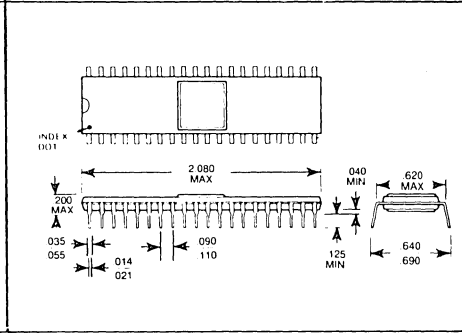 INDEX
DOT
2.080
MAX
.040
MIN
.620
MAX
.200
MAX
.035
.055
.014
.021
.090
.110
.125
MIN
.640
.690